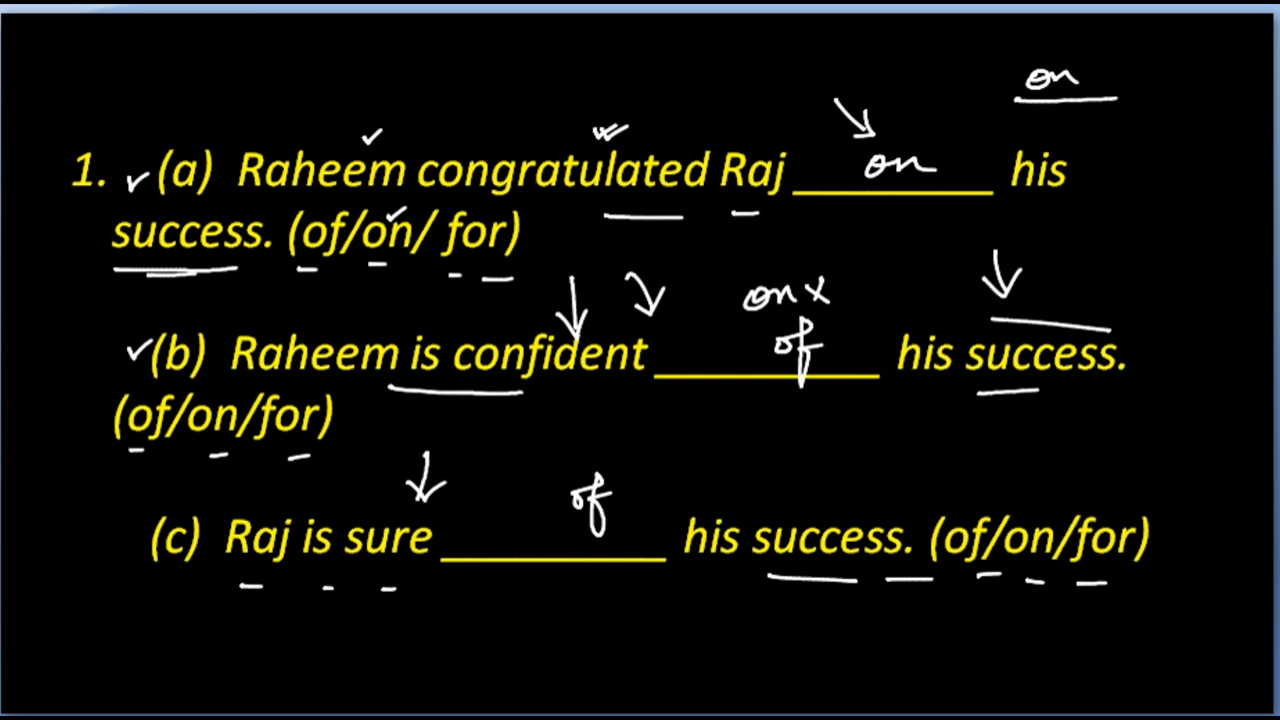 on
1. (a) Raheem congratulated Raj on his
success. (of/on/ for)
on x
(b) Raheem is confident of his success.
(of/on/for)
(c) Raj is sure of his success. (of/on/for)